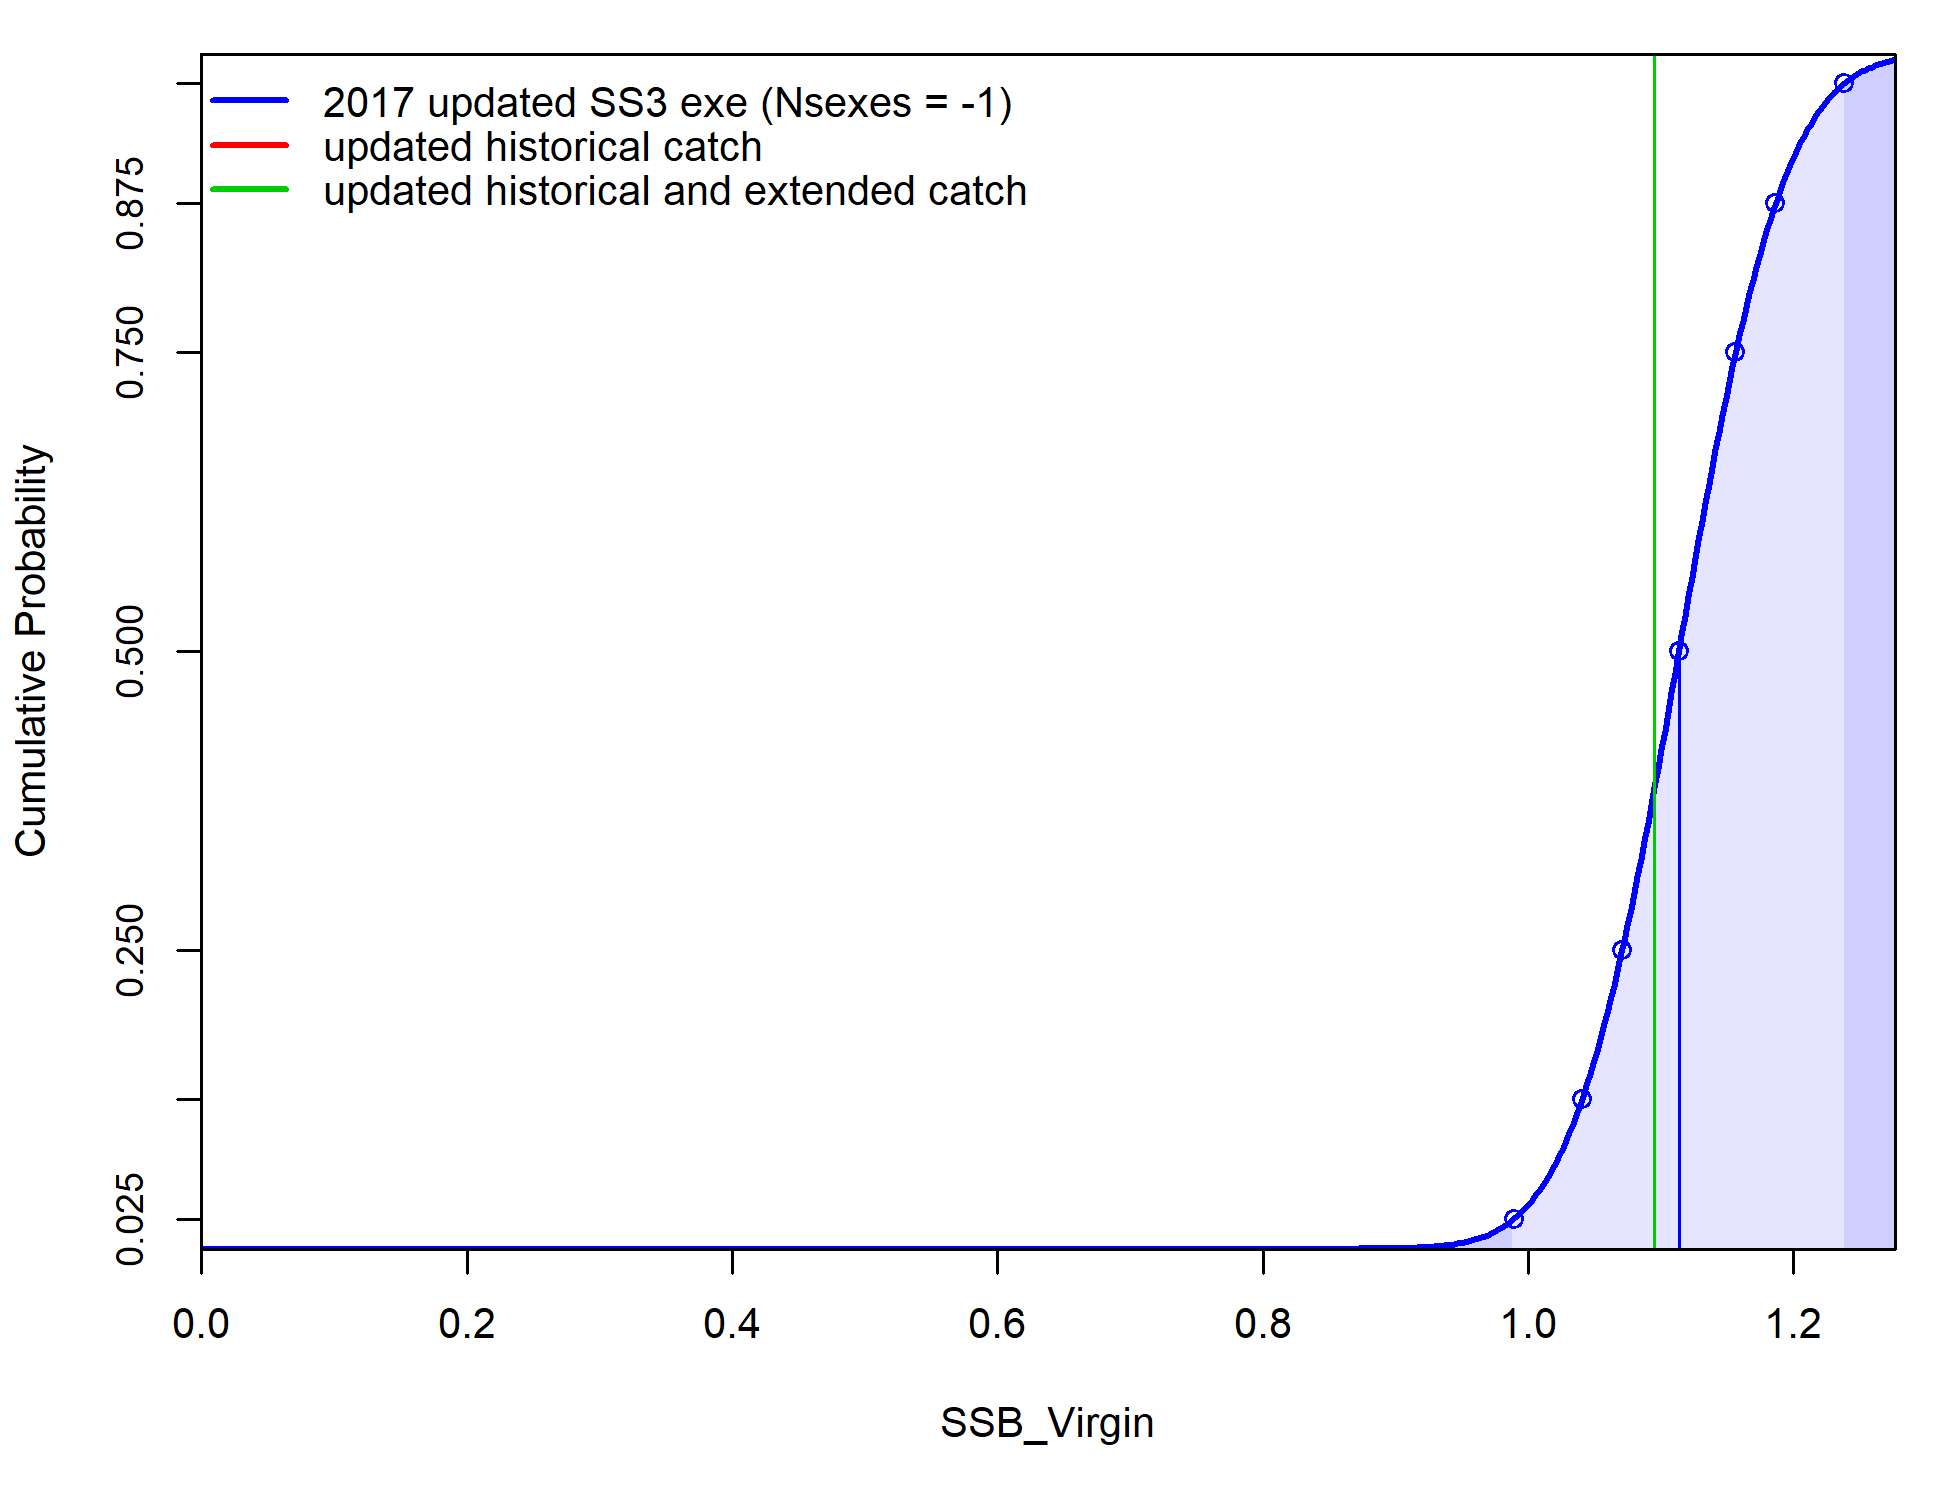 2017 updated SS3 exe (Nsexes = -1)
updated historical catch
updated historical and extended catch
Cumulative Probability
0.875
0.750
0.500
0.250
0.025
0.0 0.2 0.4 0.6 0.8 1.0 1.2
SSB_Virgin